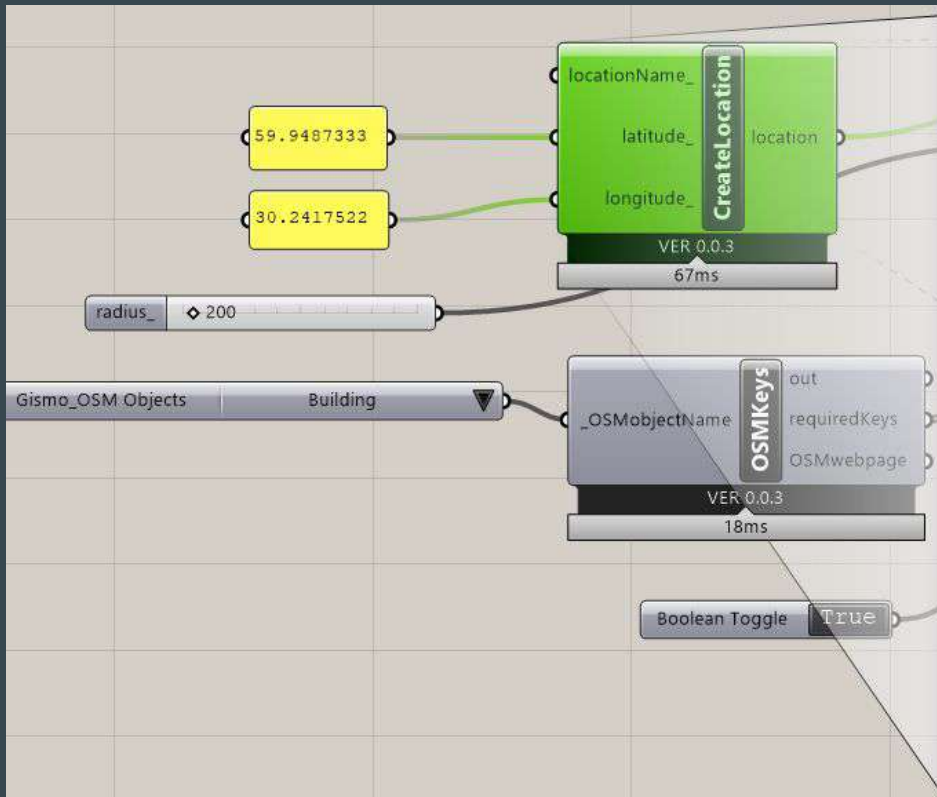 locationName_
59.9487333
latitude_
CreateLocation
location
30.2417522
longitude_
VER 0.0.3
67ms
radius_
200
Gismo_OSM Objects
Building
_OSMobjectName
OSMKeys
out
requiredKeys
OSMwebpage
VER 0.0.3
18ms
Boolean Toggle
True